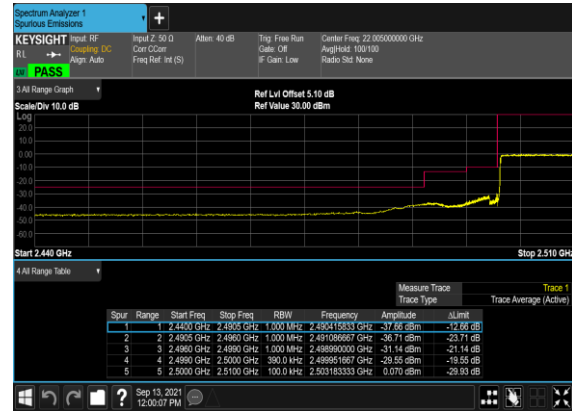 Spectrum Analyzer 1
Spurious Emissions
KEYSIGHT
RL
Input: RF
Coupling: DC
Align: Auto
Input Z: 50 Ω
Corr CCorr
Freq Ref: Int (S)
Atten: 40 dB
Trig: Free Run
Gate: Off
IF Gain: Low
Center Freq: 22.005000000 GHz
Avg|Hold: 100/100
Radio Std: None
PASS
3 All Range Graph
Scale/Div 10.0 dB
Ref Lvl Offset 5.10 dB
Ref Value 30.00 dBm
Log
20.0
10.0
0.00
-10.0
-20.0
-30.0
-40.0
-50.0
-60.0
Start 2.440 GHz
Stop 2.510 GHz
4 All Range Table
Measure Trace Trace 1
Trace Type Trace Average (Active)
Spur Range Start Freq Stop Freq RBW Frequency Amplitude ΔLimit
1 1 2.4400 GHz 2.4905 GHz 1.000 MHz 2.490415833 GHz -37.66 dBm -12.66 dB
2 2 2.4905 GHz 2.4960 GHz 1.000 MHz 2.491086667 GHz -36.71 dBm -23.71 dB
3 3 2.4960 GHz 2.4990 GHz 1.000 MHz 2.498990000 GHz -31.14 dBm -21.14 dB
4 4 2.4990 GHz 2.5000 GHz 390.0 kHz 2.499951667 GHz -29.55 dBm -19.55 dB
5 5 2.5000 GHz 2.5100 GHz 100.0 kHz 2.503183333 GHz 0.070 dBm -29.93 dB
Sep 13, 2021
12:00:07 PM